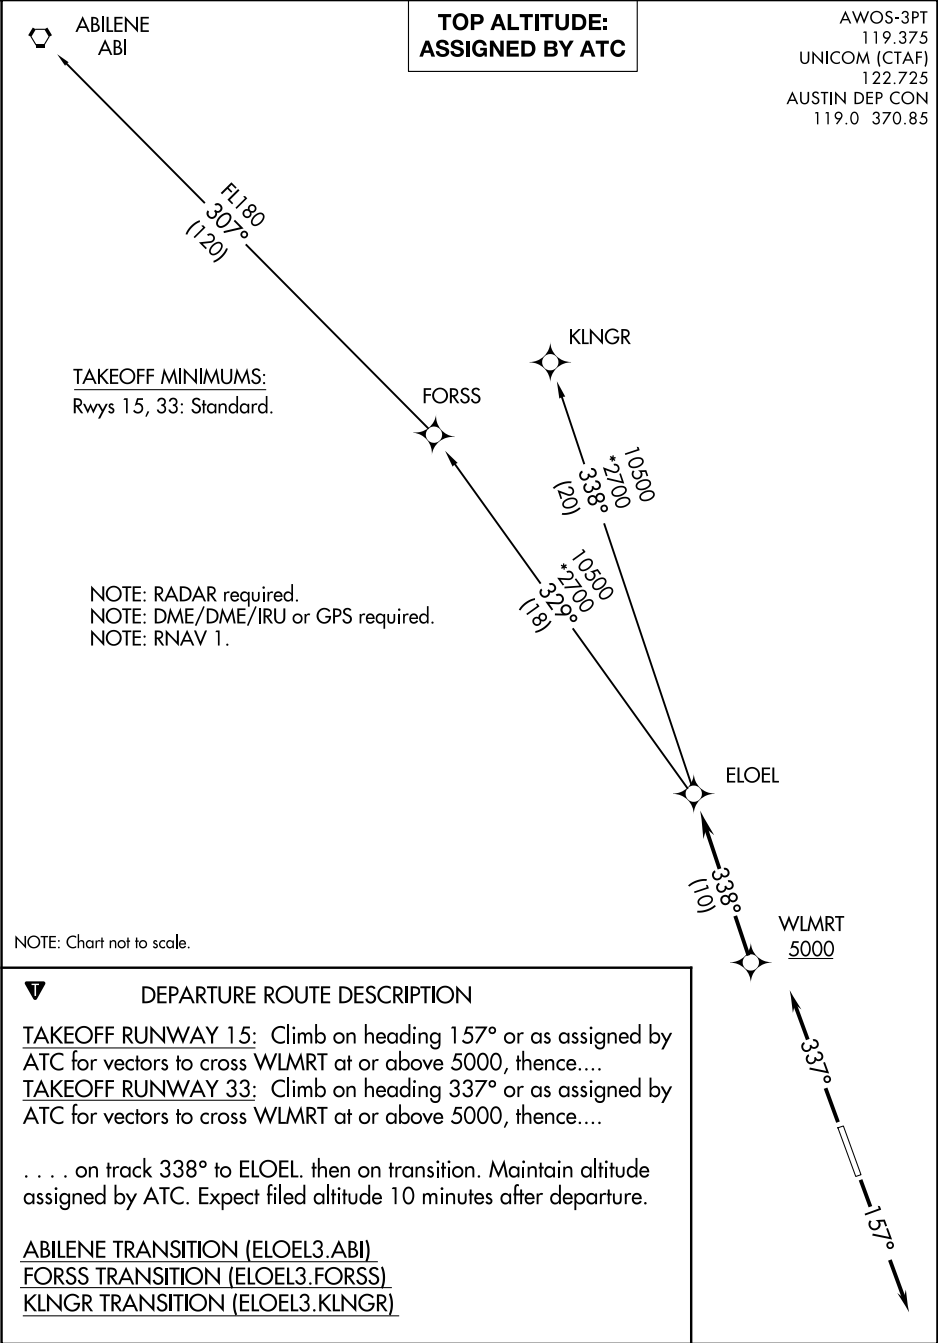 ABILENE
ABI
TOP ALTITUDE:
ASSIGNED BY ATC
AWOS-3PT
119.375
UNICOM (CTAF)
122.725
AUSTIN DEP CON
119.0 370.85
FL180
307°
(120)
KLNGR
TAKEOFF MINIMUMS:
Rwys 15, 33: Standard.
FORSS
10500
*2700
338°
(20)
10500
*2700
329°
(18)
NOTE: RADAR required.
NOTE: DME/DME/IRU or GPS required.
NOTE: RNAV 1.
ELOEL
338°
(10)
WLMRT
5000
NOTE: Chart not to scale.
337°
157°
T
DEPARTURE ROUTE DESCRIPTION
TAKEOFF RUNWAY 15: Climb on heading 157° or as assigned by
ATC for vectors to cross WLMRT at or above 5000, thence....
TAKEOFF RUNWAY 33: Climb on heading 337° or as assigned by
ATC for vectors to cross WLMRT at or above 5000, thence....
. . . . on track 338° to ELOEL. then on transition. Maintain altitude
assigned by ATC. Expect filed altitude 10 minutes after departure.
ABILENE TRANSITION (ELOEL3.ABI)
FORSS TRANSITION (ELOEL3.FORSS)
KLNGR TRANSITION (ELOEL3.KLNGR)